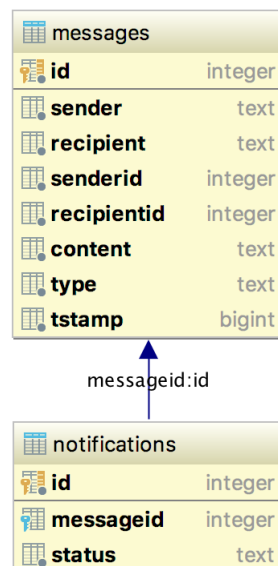 messages
id integer
sender text
recipient text
senderid integer
recipientid integer
content text
type text
tstamp bigint
messageid:id
notifications
id integer
messageid integer
status text